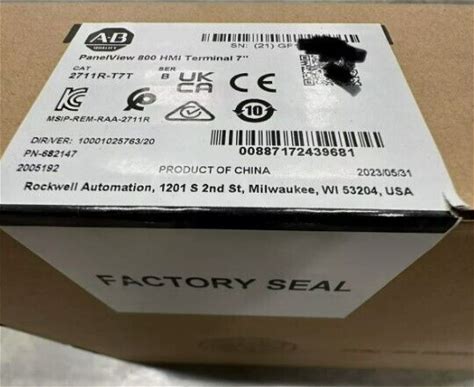 A-B
QUALITY
SN: (21) GF
PanelView 800 HMI Terminal 7"
CAT SER
2711R-T7T B UK CA CE
MSIP-REM-RAA-2711R
10
DIR/VER: 10001025763/20
PN-682147
00887172439681
2005192 PRODUCT OF CHINA 2023/05/31
Rockwell Automation, 1201 S 2nd St, Milwaukee, WI 53204, USA
FACTORY SEAL